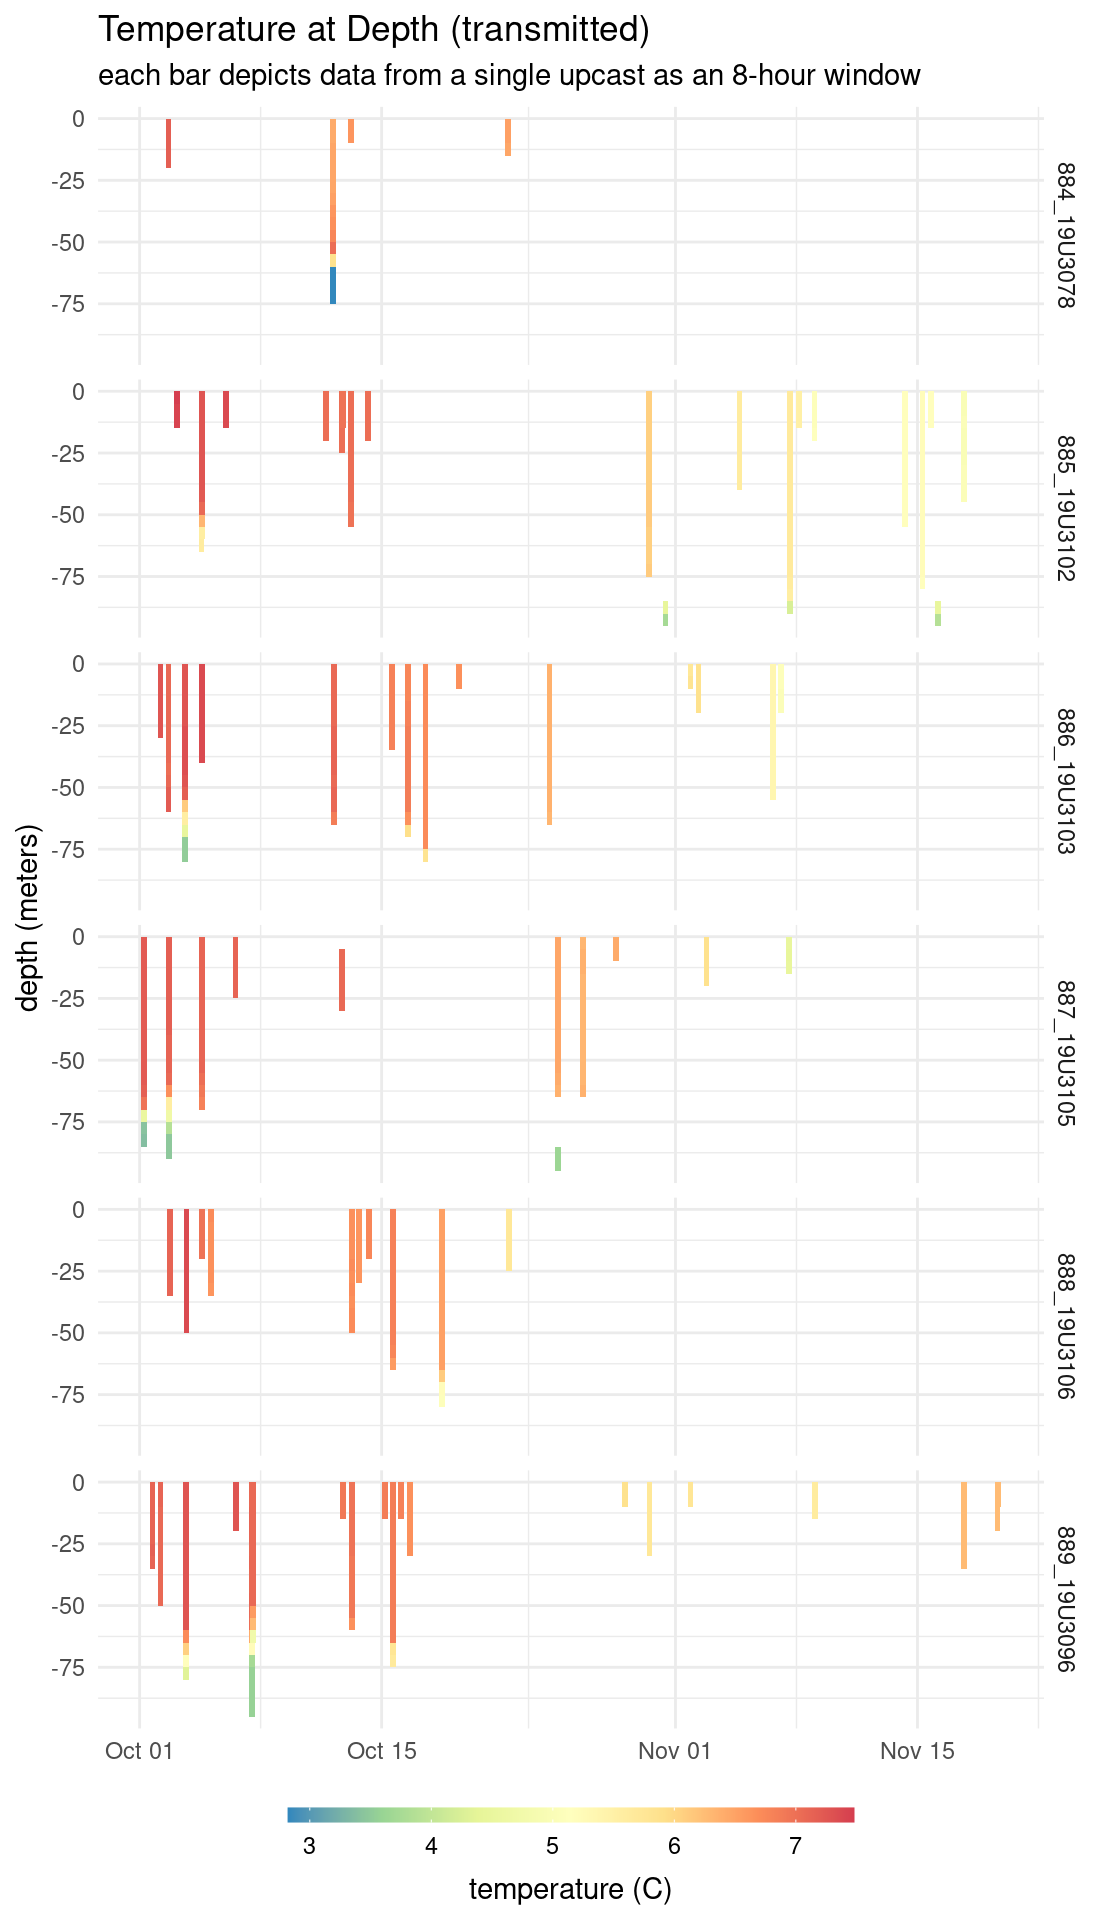 Temperature at Depth (transmitted)
each bar depicts data from a single upcast as an 8-hour window
0
-25
-50
-75
884_19U3078
0
-25
-50
-75
885_19U3102
0
-25
-50
-75
886_19U3103
depth (meters)
0
-25
-50
-75
887_19U3105
0
-25
-50
-75
888_19U3106
0
-25
-50
-75
889_19U3096
Oct 01 Oct 15 Nov 01 Nov 15
3 4 5 6 7
temperature (C)